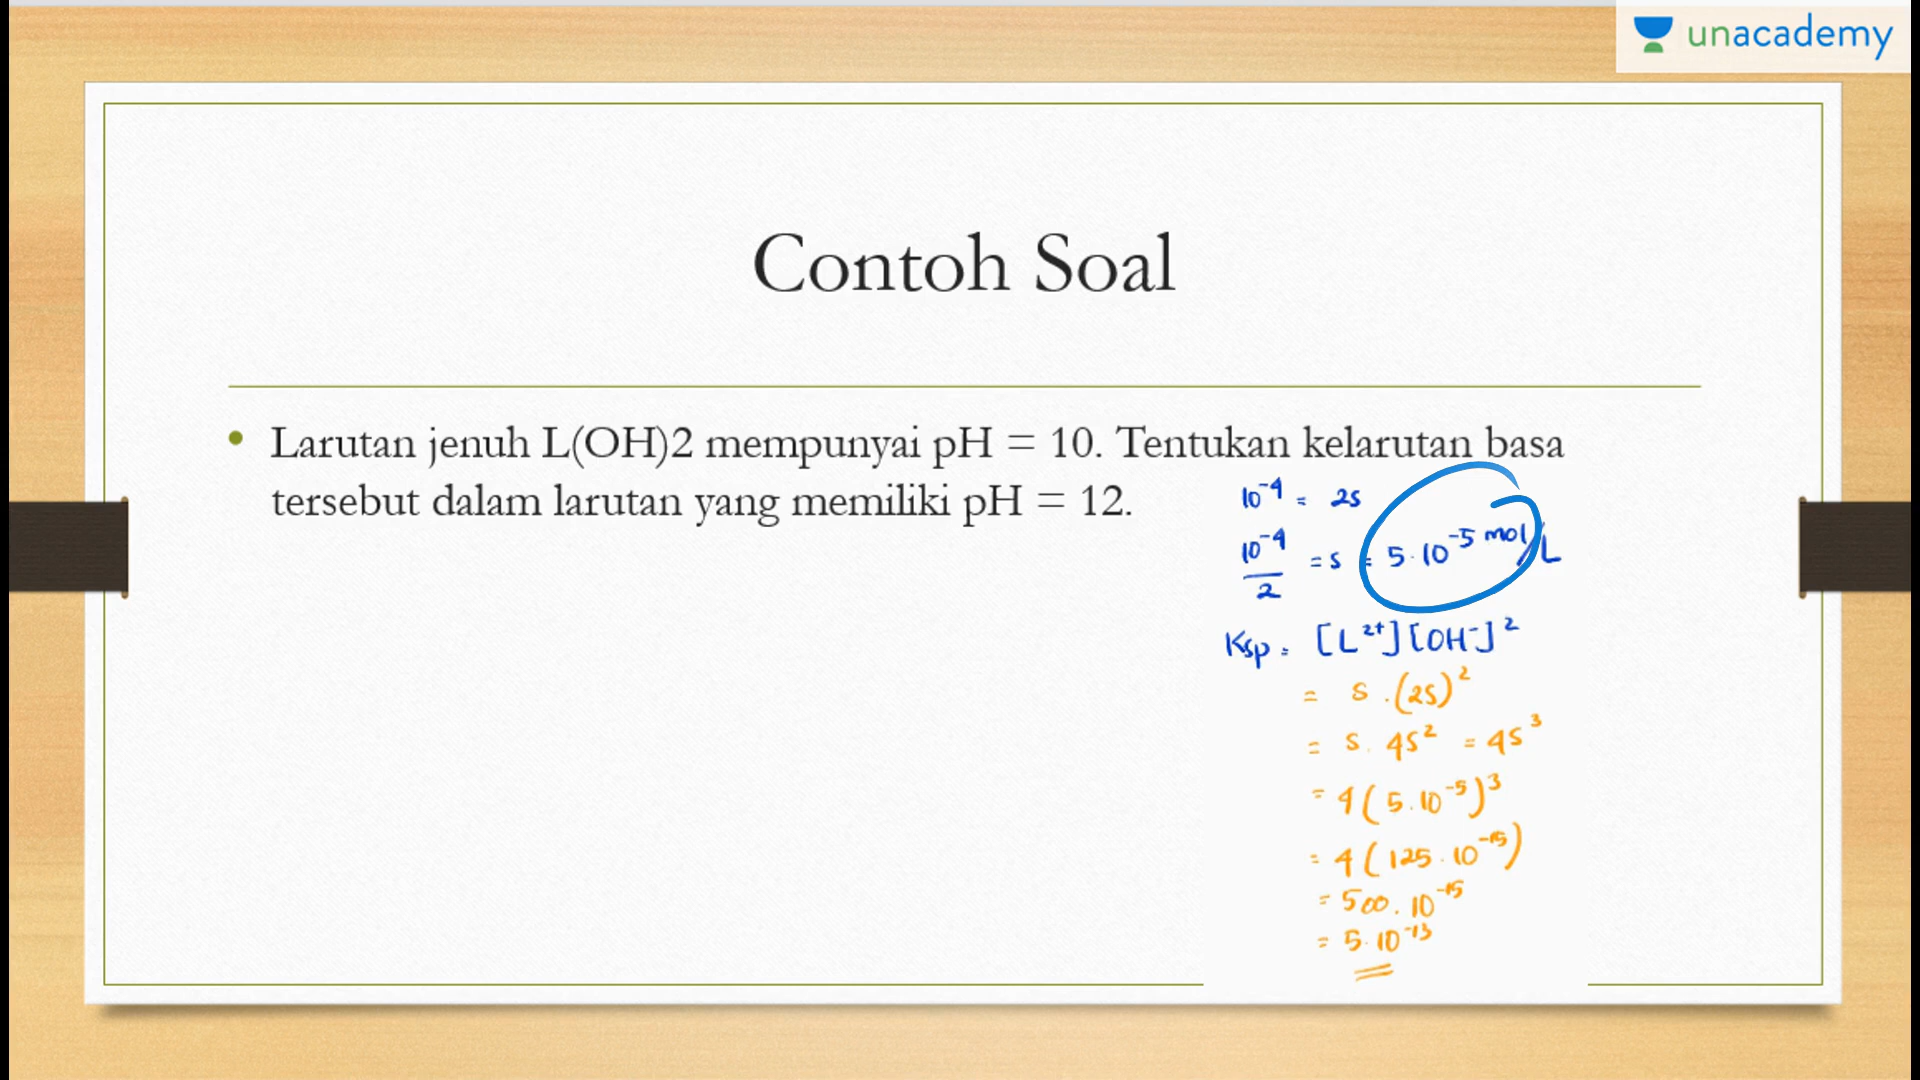 unacademy
Contoh Soal
• Larutan jenuh L(OH)2 mempunyai pH = 10. Tentukan kelarutan basa
tersebut dalam larutan yang memiliki pH = 12.
10⁻⁴ = 2s
10⁻⁴/2 = s = 5·10⁻⁵ mol/L
Ksp = [L²⁺][OH⁻]²
= s . (2s)²
= s . 4s² = 4s³
= 4(5.10⁻⁵)³
= 4(125.10⁻¹⁵)
= 500.10⁻¹⁵
= 5.10⁻¹³